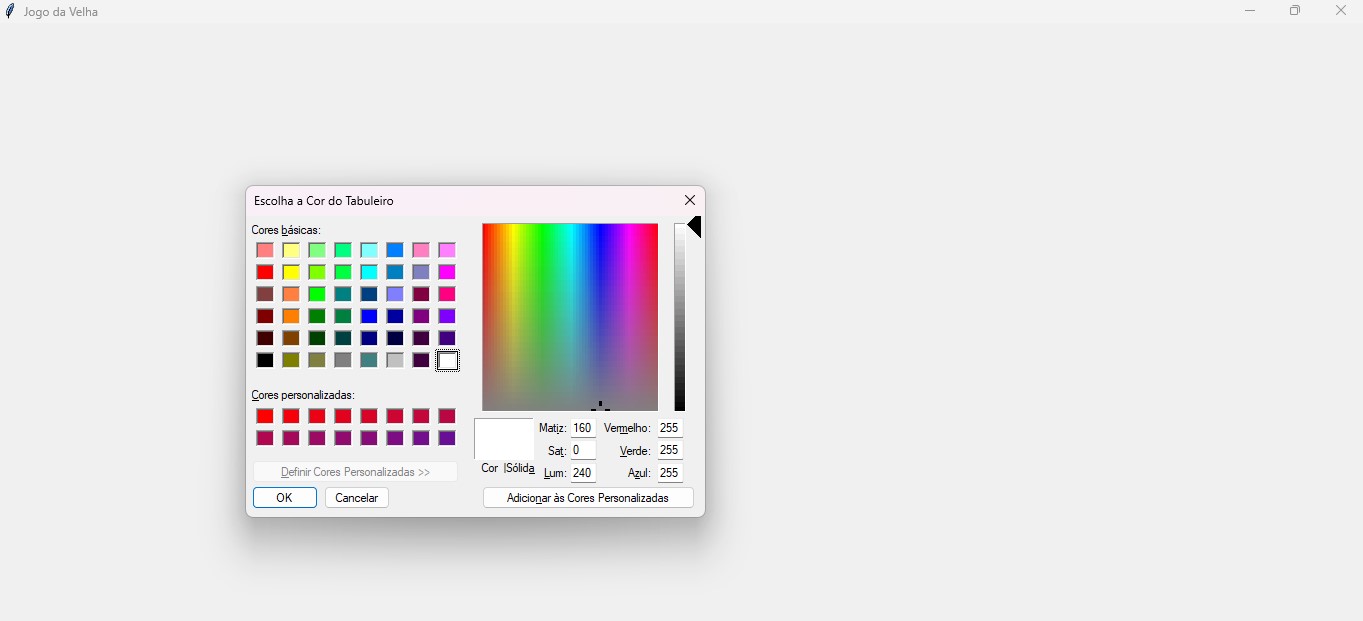 Jogo da Velha
Escolha a Cor do Tabuleiro
Cores básicas:
Cores personalizadas:
Definir Cores Personalizadas >>
OK
Cancelar
Cor |Sólida
Matiz: 160
Sat: 0
Lum: 240
Vermelho: 255
Verde: 255
Azul: 255
Adicionar às Cores Personalizadas